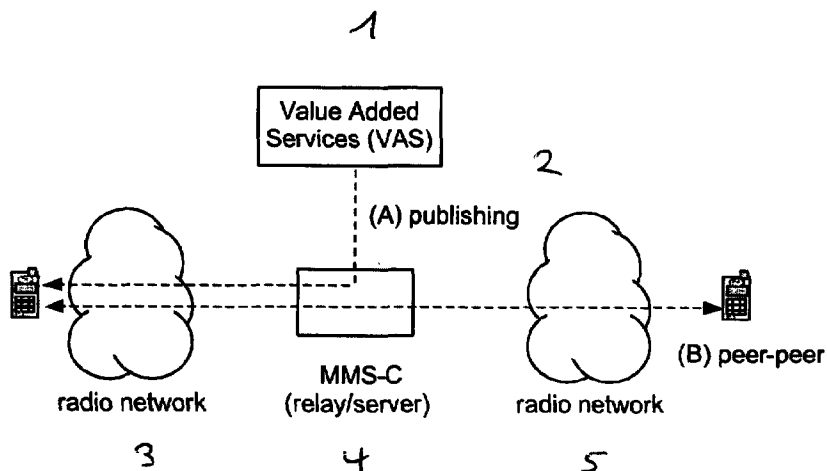 1
Value Added
Services (VAS)
2
(A) publishing
(B) peer-peer
MMS-C
(relay/server)
radio network
radio network
3
4
5